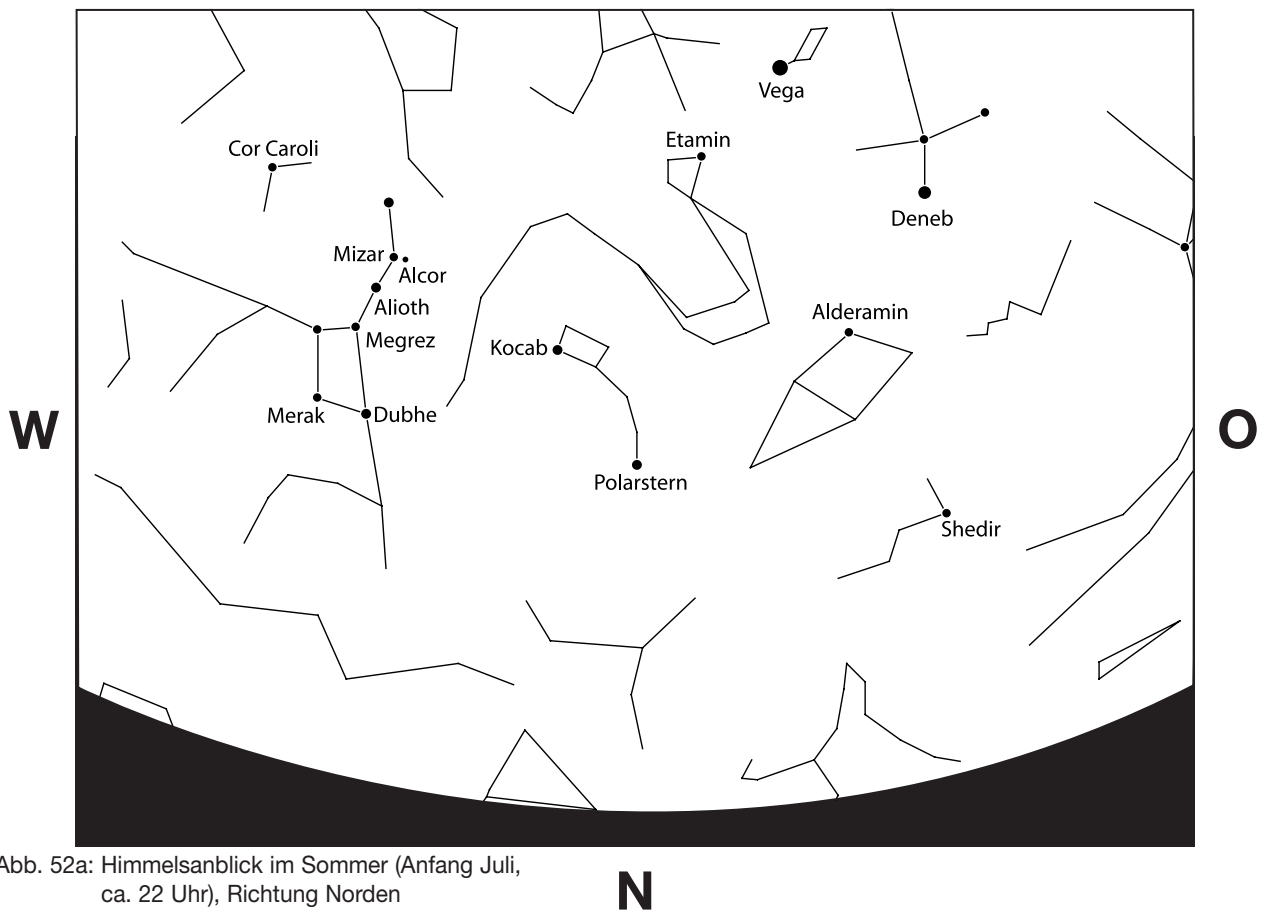 Vega
Etamin
Cor Caroli
Deneb
Mizar
Alcor
Alioth
Alderamin
Megrez
Kocab
Merak
Dubhe
W
O
Polarstern
Shedir
Abb. 52a: Himmelsanblick im Sommer (Anfang Juli,
ca. 22 Uhr), Richtung Norden
N